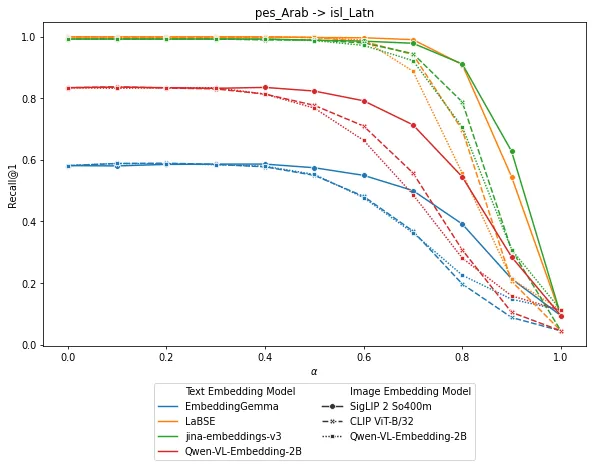 pes_Arab -> isl_Latn
Recall@1
1.0
0.8
0.6
0.4
0.2
0.0
0.0 0.2 0.4 0.6 0.8 1.0
α
Text Embedding Model
EmbeddingGemma
LaBSE
jina-embeddings-v3
Qwen-VL-Embedding-2B
Image Embedding Model
SigLIP 2 So400m
CLIP ViT-B/32
Qwen-VL-Embedding-2B